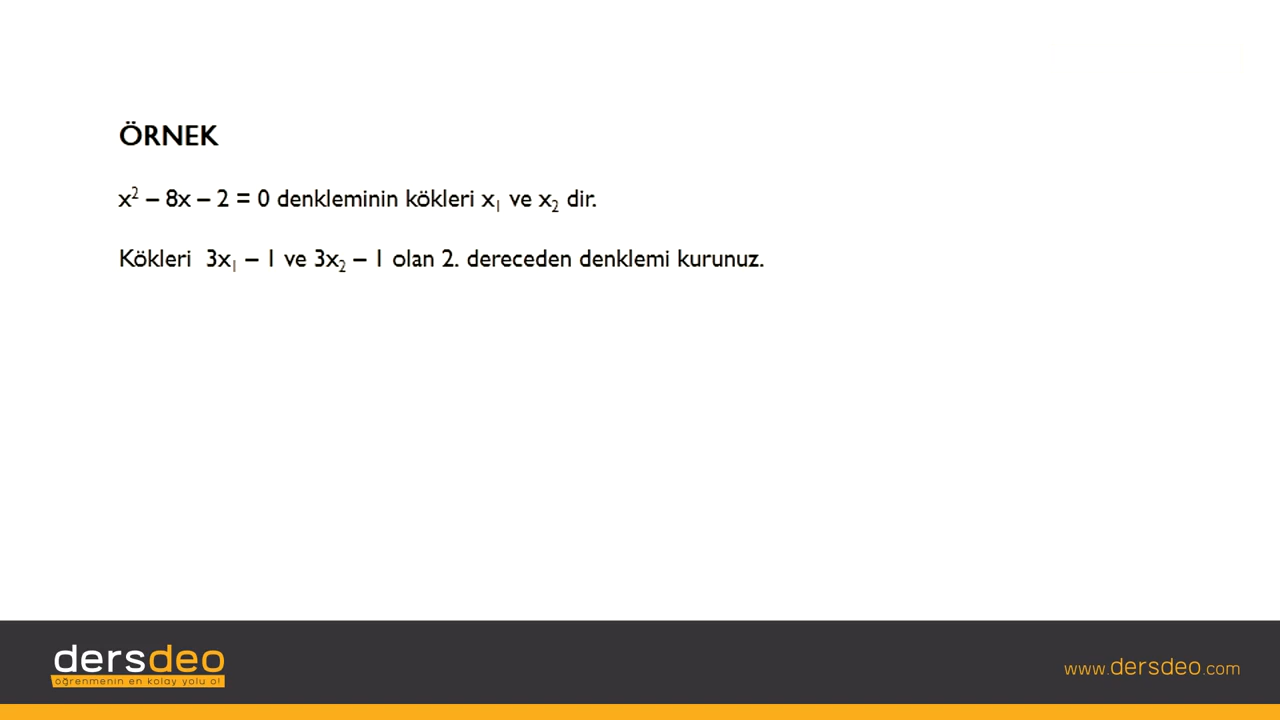 ÖRNEK
x² – 8x – 2 = 0 denkleminin kökleri x₁ ve x₂ dir.
Kökleri 3x₁ – 1 ve 3x₂ – 1 olan 2. dereceden denklemi kurunuz.
dersdeo
öğrenmenin en kolay yolu o!
www.dersdeo.com